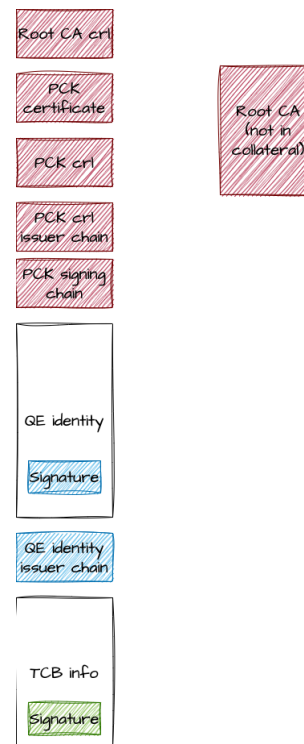 Root CA crl
PCK
certificate
PCK crl
PCK crl
issuer chain
PCK signing
chain
QE identity
Signature
QE identity
issuer chain
TCB info
Signature
Root CA
(not in
collateral)